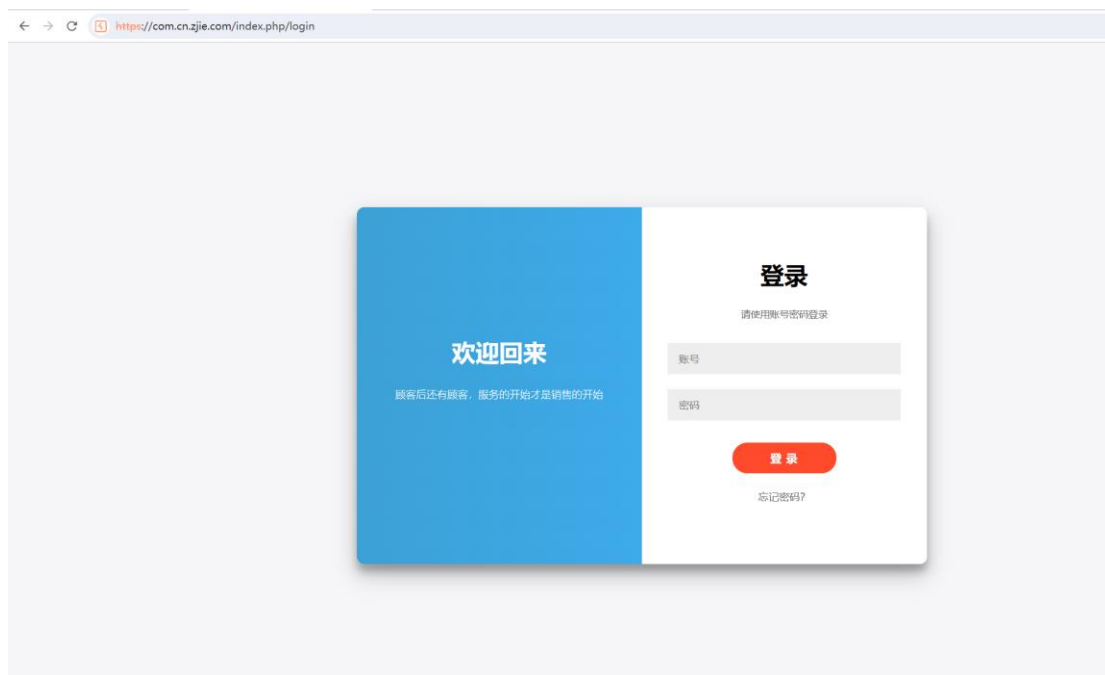 https://com.cn.zjie.com/index.php/login
欢迎回来
顾客后还有顾客，服务的开始才是销售的开始
登录
请使用账号密码登录
账号
密码
登 录
忘记密码?